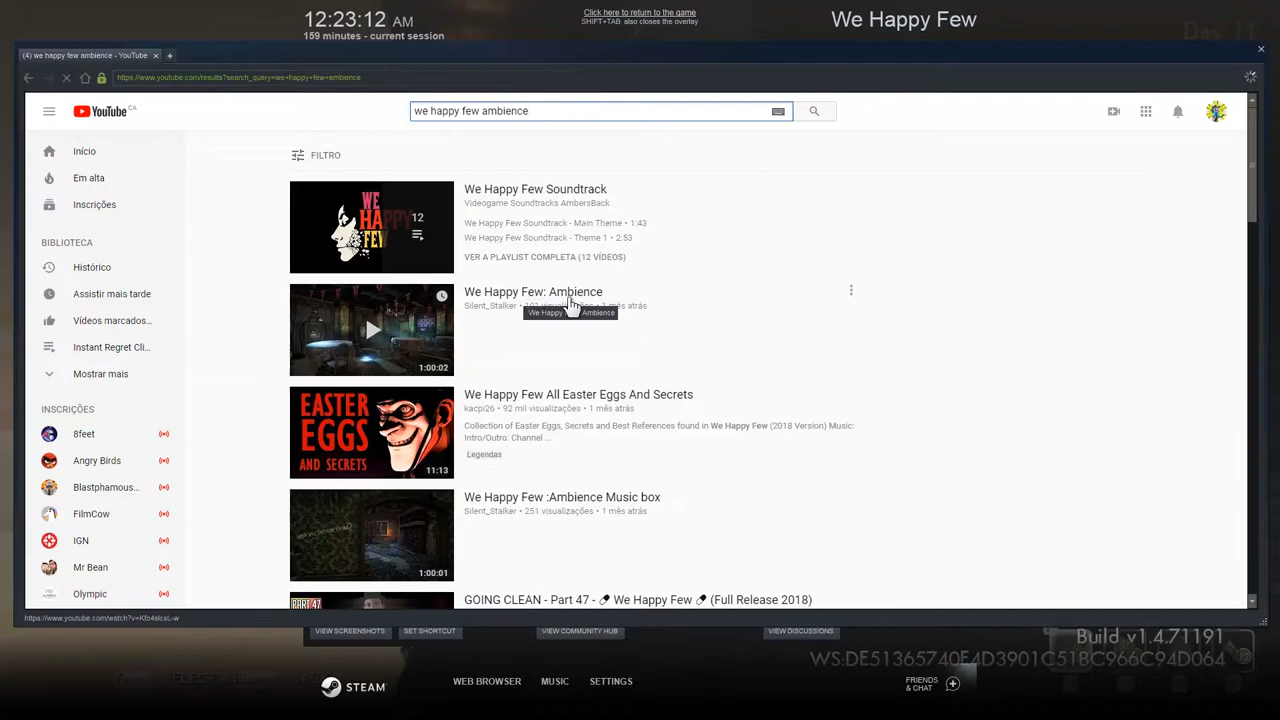 12:23:12 AM
159 minutes - current session
Click here to return to the game
SHIFT+TAB also closes the overlay
We Happy Few
(4) we happy few ambience - YouTube
https://www.youtube.com/results?search_query=we+happy+few+ambience
YouTube CA
we happy few ambience
Início
Em alta
Inscrições
BIBLIOTECA
Histórico
Assistir mais tarde
Vídeos marcados...
Instant Regret Cli...
Mostrar mais
INSCRIÇÕES
8feet
Angry Birds
Blastphamous...
FilmCow
IGN
Mr Bean
Olympic
FILTRO
WE HAPPY FEW
12
We Happy Few Soundtrack
Videogame Soundtracks AmbersBack
We Happy Few Soundtrack - Main Theme • 1:43
We Happy Few Soundtrack - Theme 1 • 2:53
VER A PLAYLIST COMPLETA (12 VÍDEOS)
1:00:02
We Happy Few: Ambience
Silent_Stalker • visualizações • 1 mês atrás
We Happy Ambience
EASTER EGGS AND SECRETS
11:13
We Happy Few All Easter Eggs And Secrets
kacpi26 • 92 mil visualizações • 1 mês atrás
Collection of Easter Eggs, Secrets and Best References found in We Happy Few (2018 Version) Music:
Intro/Outro: Channel ...
Legendas
1:00:01
We Happy Few :Ambience Music box
Silent_Stalker • 251 visualizações • 1 mês atrás
PART 47
GOING CLEAN - Part 47 - We Happy Few (Full Release 2018)
VIEW SCREENSHOTS
SET SHORTCUT
VIEW COMMUNITY HUB
VIEW DISCUSSIONS
Build v1.4.71191
WS:DE51365740E4D3901C51BC966C94D064
STEAM
WEB BROWSER
MUSIC
SETTINGS
FRIENDS
& CHAT